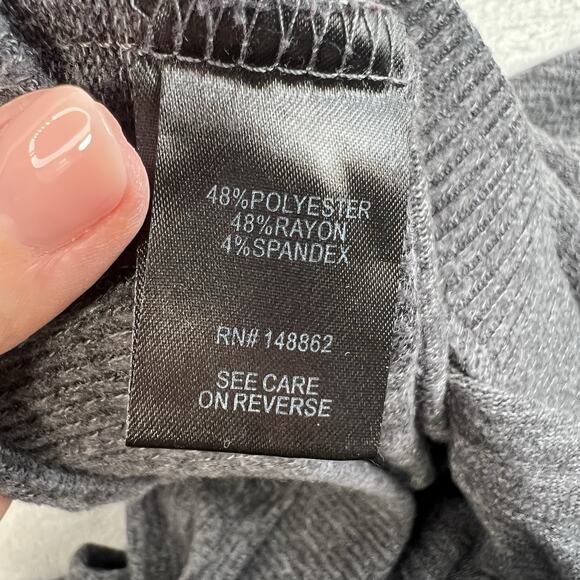 48%POLYESTER
48%RAYON
4%SPANDEX
RN# 148862
SEE CARE
ON REVERSE